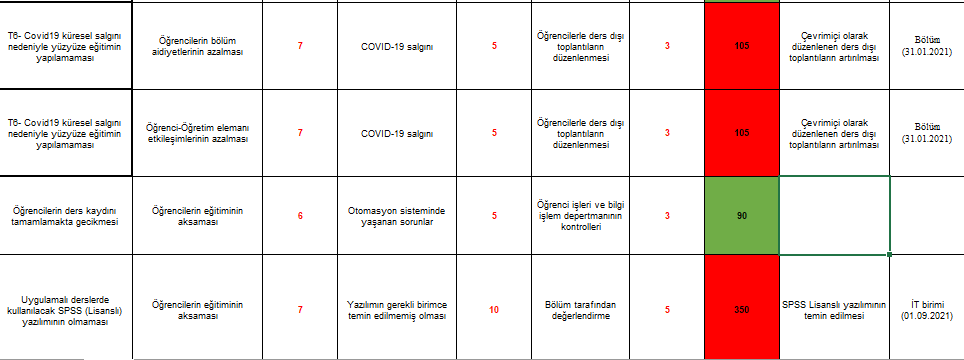 T6- Covid19 küresel salgını
nedeniyle yüzyüze eğitimin
yapılamaması
Öğrencilerin bölüm
aidiyetlerinin azalması
7
COVID-19 salgını
5
Öğrencilerle ders dışı
toplantıların
düzenlenmesi
3
105
Çevrimiçi olarak
düzenlenen ders dışı
toplantıların artırılması
Bölüm
(31.01.2021)
T6- Covid19 küresel salgını
nedeniyle yüzyüze eğitimin
yapılamaması
Öğrenci-Öğretim elemanı
etkileşimlerinin azalması
7
COVID-19 salgını
5
Öğrencilerle ders dışı
toplantıların
düzenlenmesi
3
105
Çevrimiçi olarak
düzenlenen ders dışı
toplantıların artırılması
Bölüm
(31.01.2021)
Öğrencilerin ders kaydını
tamamlamakta gecikmesi
Öğrencilerin eğitiminin
aksaması
6
Otomasyon sisteminde
yaşanan sorunlar
5
Öğrenci işleri ve bilgi
işlem depertmanının
kontrolleri
3
90
Uygulamalı derslerde
kullanılacak SPSS (Lisanslı)
yazılımının olmaması
Öğrencilerin eğitiminin
aksaması
7
Yazılımın gerekli birimce
temin edilmemiş olması
10
Bölüm tarafından
değerlendirme
5
350
SPSS Lisanslı yazılımının
temin edilmesi
İT birimi
(01.09.2021)